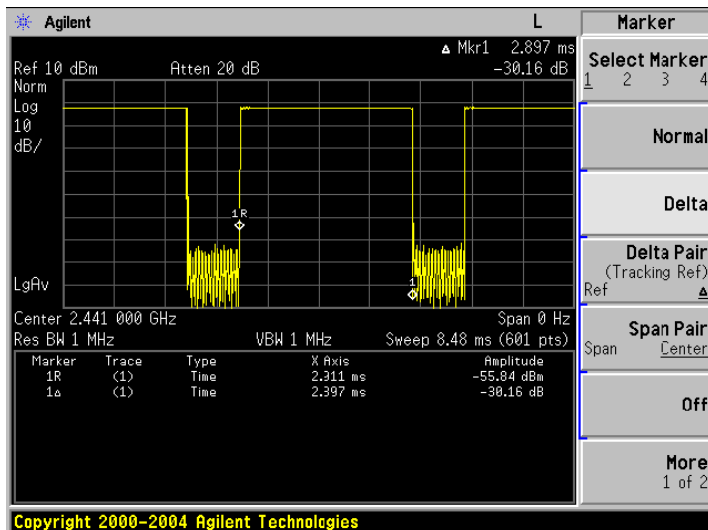 Agilent L
▲ Mkr1 2.897 ms
Ref 10 dBm Atten 20 dB -30.16 dB
Norm
Log
10
dB/
1R
1
LgAv
Center 2.441 000 GHz Span 0 Hz
Res BW 1 MHz VBW 1 MHz Sweep 8.48 ms (601 pts)
Marker Trace Type X Axis Amplitude
1R (1) Time 2.911 ms -55.84 dBm
1▲ (1) Time 2.897 ms -30.16 dB
Copyright 2000-2004 Agilent Technologies
Marker
Select Marker
1 2 3 4
Normal
Delta
Delta Pair
(Tracking Ref)
Ref ▲
Span Pair
Span Center
Off
More
1 of 2